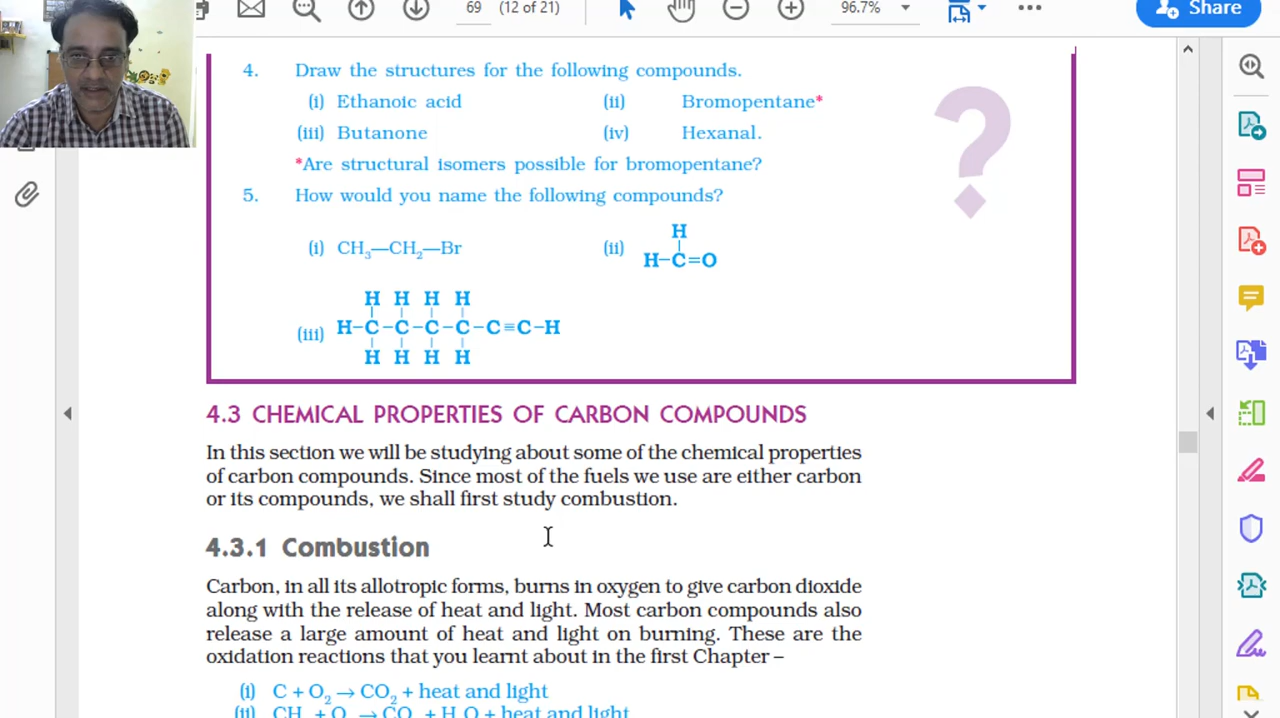 69 (12 of 21) 96.7% Share
4. Draw the structures for the following compounds.
(i) Ethanoic acid (ii) Bromopentane*
(iii) Butanone (iv) Hexanal.
*Are structural isomers possible for bromopentane?
5. How would you name the following compounds?
H
(i) CH₃—CH₂—Br (ii) H–C=O
H H H H
(iii) H–C–C–C–C–C≡C–H
H H H H
?
4.3 CHEMICAL PROPERTIES OF CARBON COMPOUNDS
In this section we will be studying about some of the chemical properties
of carbon compounds. Since most of the fuels we use are either carbon
or its compounds, we shall first study combustion.
4.3.1 Combustion
Carbon, in all its allotropic forms, burns in oxygen to give carbon dioxide
along with the release of heat and light. Most carbon compounds also
release a large amount of heat and light on burning. These are the
oxidation reactions that you learnt about in the first Chapter –
(i) C + O₂ → CO₂ + heat and light
(ii) CH + O → CO + H O + heat and light